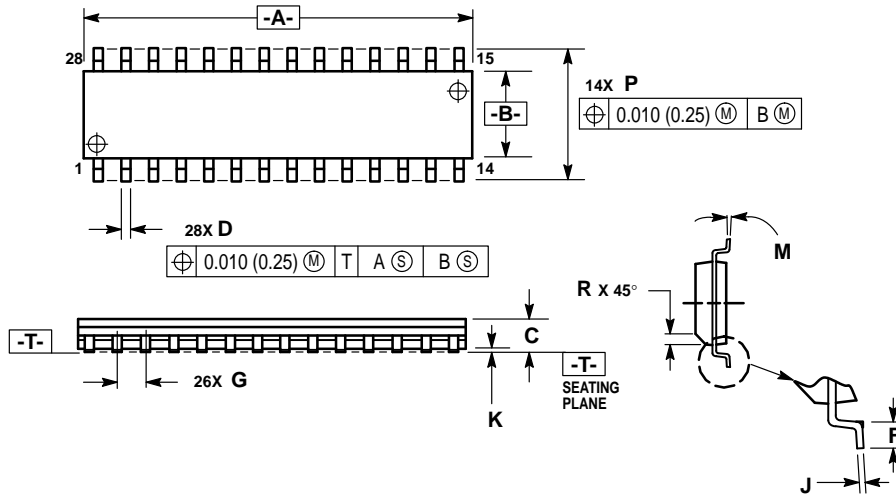 -A-
28
15
14X P
⌖ 0.010 (0.25) Ⓜ B Ⓜ
-B-
1
14
28X D
⌖ 0.010 (0.25) Ⓜ T A Ⓢ B Ⓢ
M
R X 45°
C
-T-
26X G
-T-
SEATING
PLANE
K
F
J